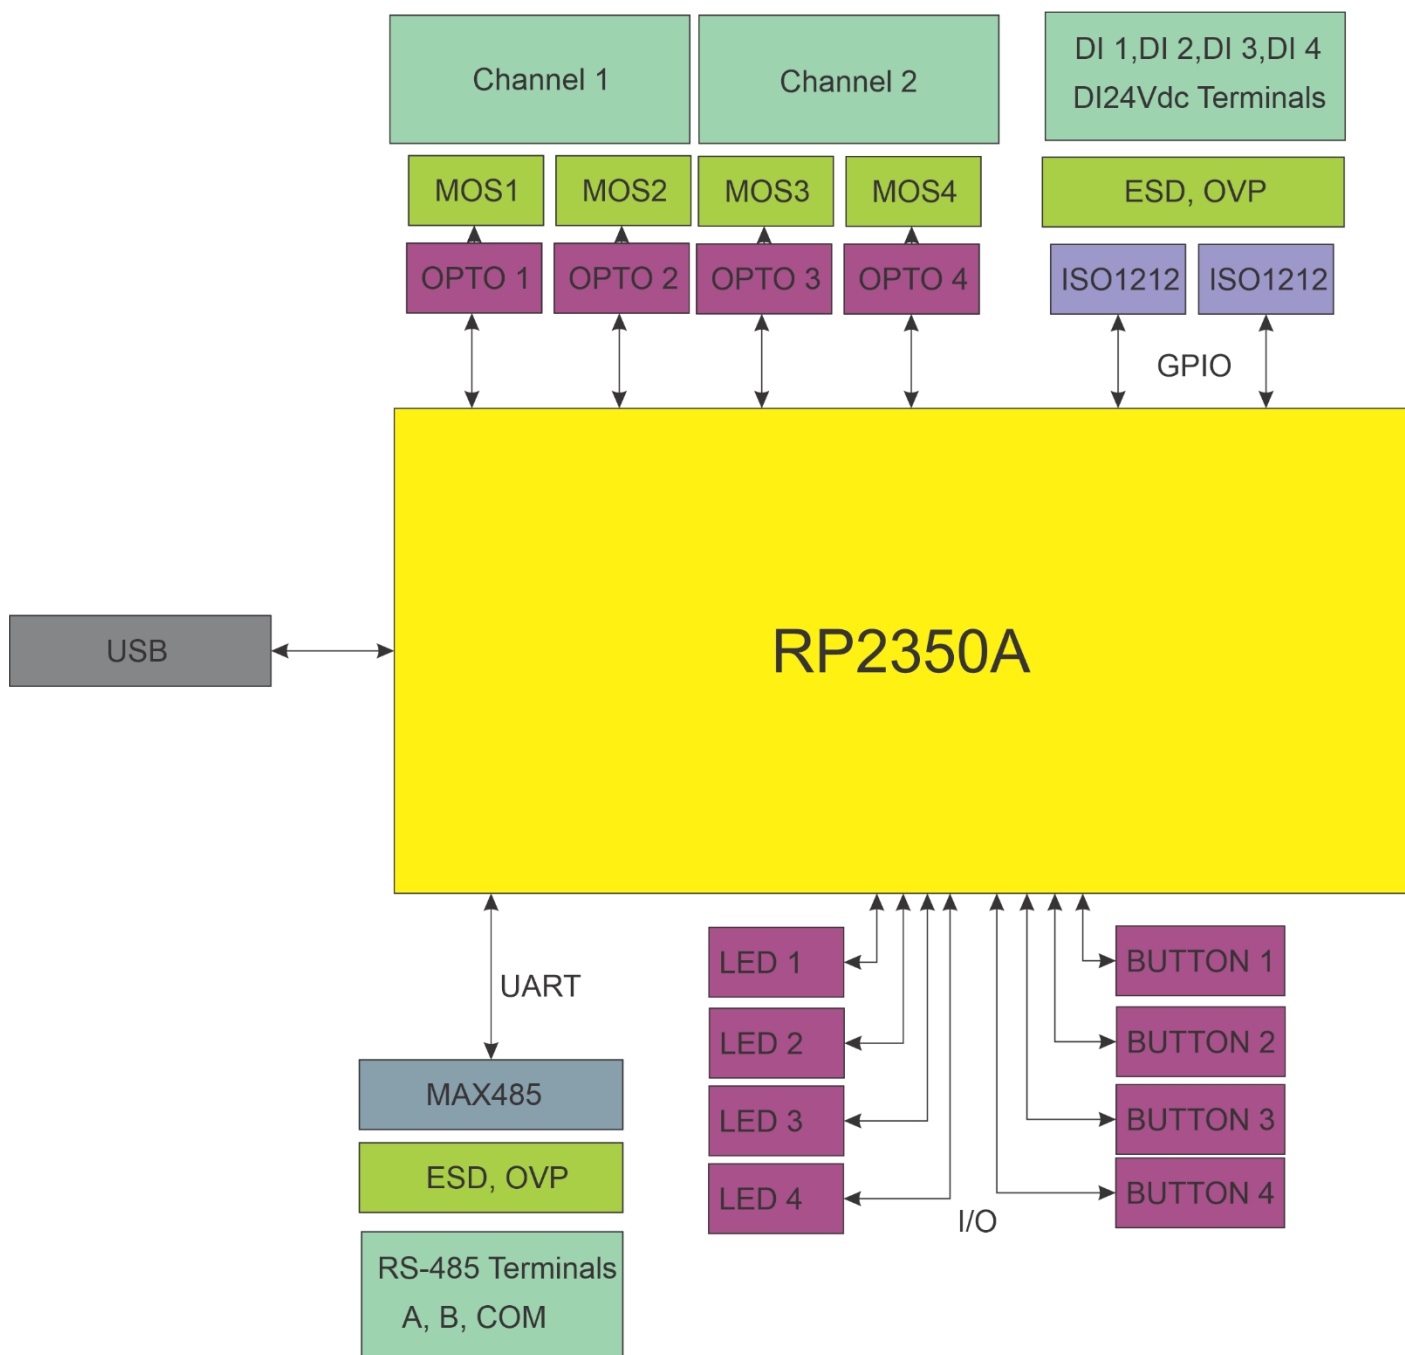 Channel 1
Channel 2
DI 1,DI 2,DI 3,DI 4
DI24Vdc Terminals
MOS1
MOS2
MOS3
MOS4
ESD, OVP
OPTO 1
OPTO 2
OPTO 3
OPTO 4
ISO1212
ISO1212
GPIO
RP2350A
USB
UART
MAX485
ESD, OVP
RS-485 Terminals
A, B, COM
LED 1
LED 2
LED 3
LED 4
I/O
BUTTON 1
BUTTON 2
BUTTON 3
BUTTON 4